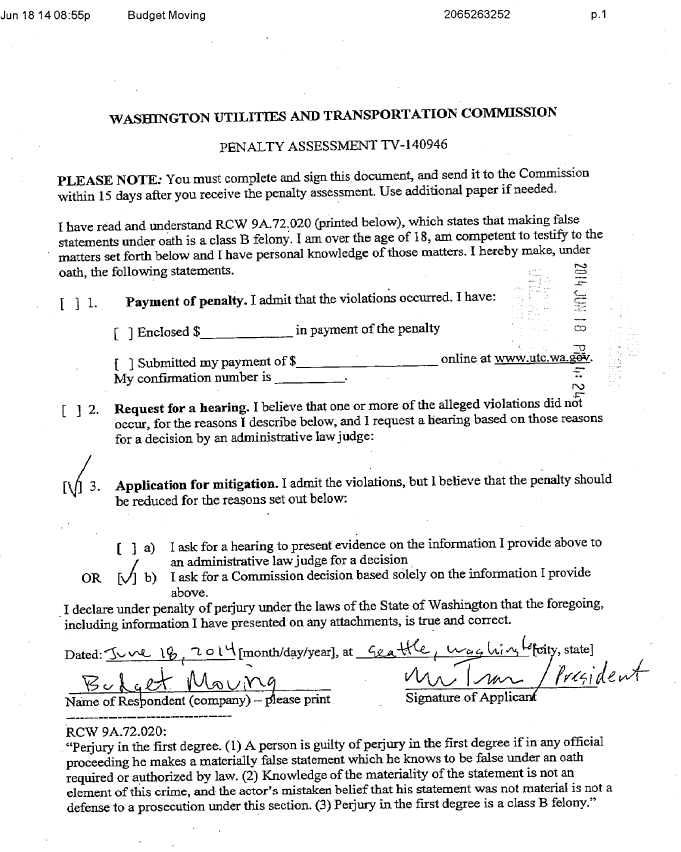 Jun 18 14 08:55p Budget Moving 2065263252 p.1
WASHINGTON UTILITIES AND TRANSPORTATION COMMISSION
PENALTY ASSESSMENT TV-140946
PLEASE NOTE: You must complete and sign this document, and send it to the Commission
within 15 days after you receive the penalty assessment. Use additional paper if needed.
I have read and understand RCW 9A.72.020 (printed below), which states that making false
statements under oath is a class B felony. I am over the age of 18, am competent to testify to the
matters set forth below and I have personal knowledge of those matters. I hereby make, under
oath, the following statements.
[ ] 1. Payment of penalty. I admit that the violations occurred. I have:
[ ] Enclosed $____________ in payment of the penalty
[ ] Submitted my payment of $__________________ online at www.utc.wa.gov.
My confirmation number is _________.
2014 JUN 18 P 4: 24
[ ] 2. Request for a hearing. I believe that one or more of the alleged violations did not
occur, for the reasons I describe below, and I request a hearing based on those reasons
for a decision by an administrative law judge:
[√] 3. Application for mitigation. I admit the violations, but I believe that the penalty should
be reduced for the reasons set out below:
[ ] a) I ask for a hearing to present evidence on the information I provide above to
an administrative law judge for a decision
OR [√] b) I ask for a Commission decision based solely on the information I provide
above.
I declare under penalty of perjury under the laws of the State of Washington that the foregoing,
including information I have presented on any attachments, is true and correct.
Dated: June 18, 2014 [month/day/year], at Seattle, Washington [city, state]
Budget Moving / President
Name of Respondent (company) – please print Signature of Applicant
RCW 9A.72.020:
“Perjury in the first degree. (1) A person is guilty of perjury in the first degree if in any official
proceeding he makes a materially false statement which he knows to be false under an oath
required or authorized by law. (2) Knowledge of the materiality of the statement is not an
element of this crime, and the actor's mistaken belief that his statement was not material is not a
defense to a prosecution under this section. (3) Perjury in the first degree is a class B felony.”